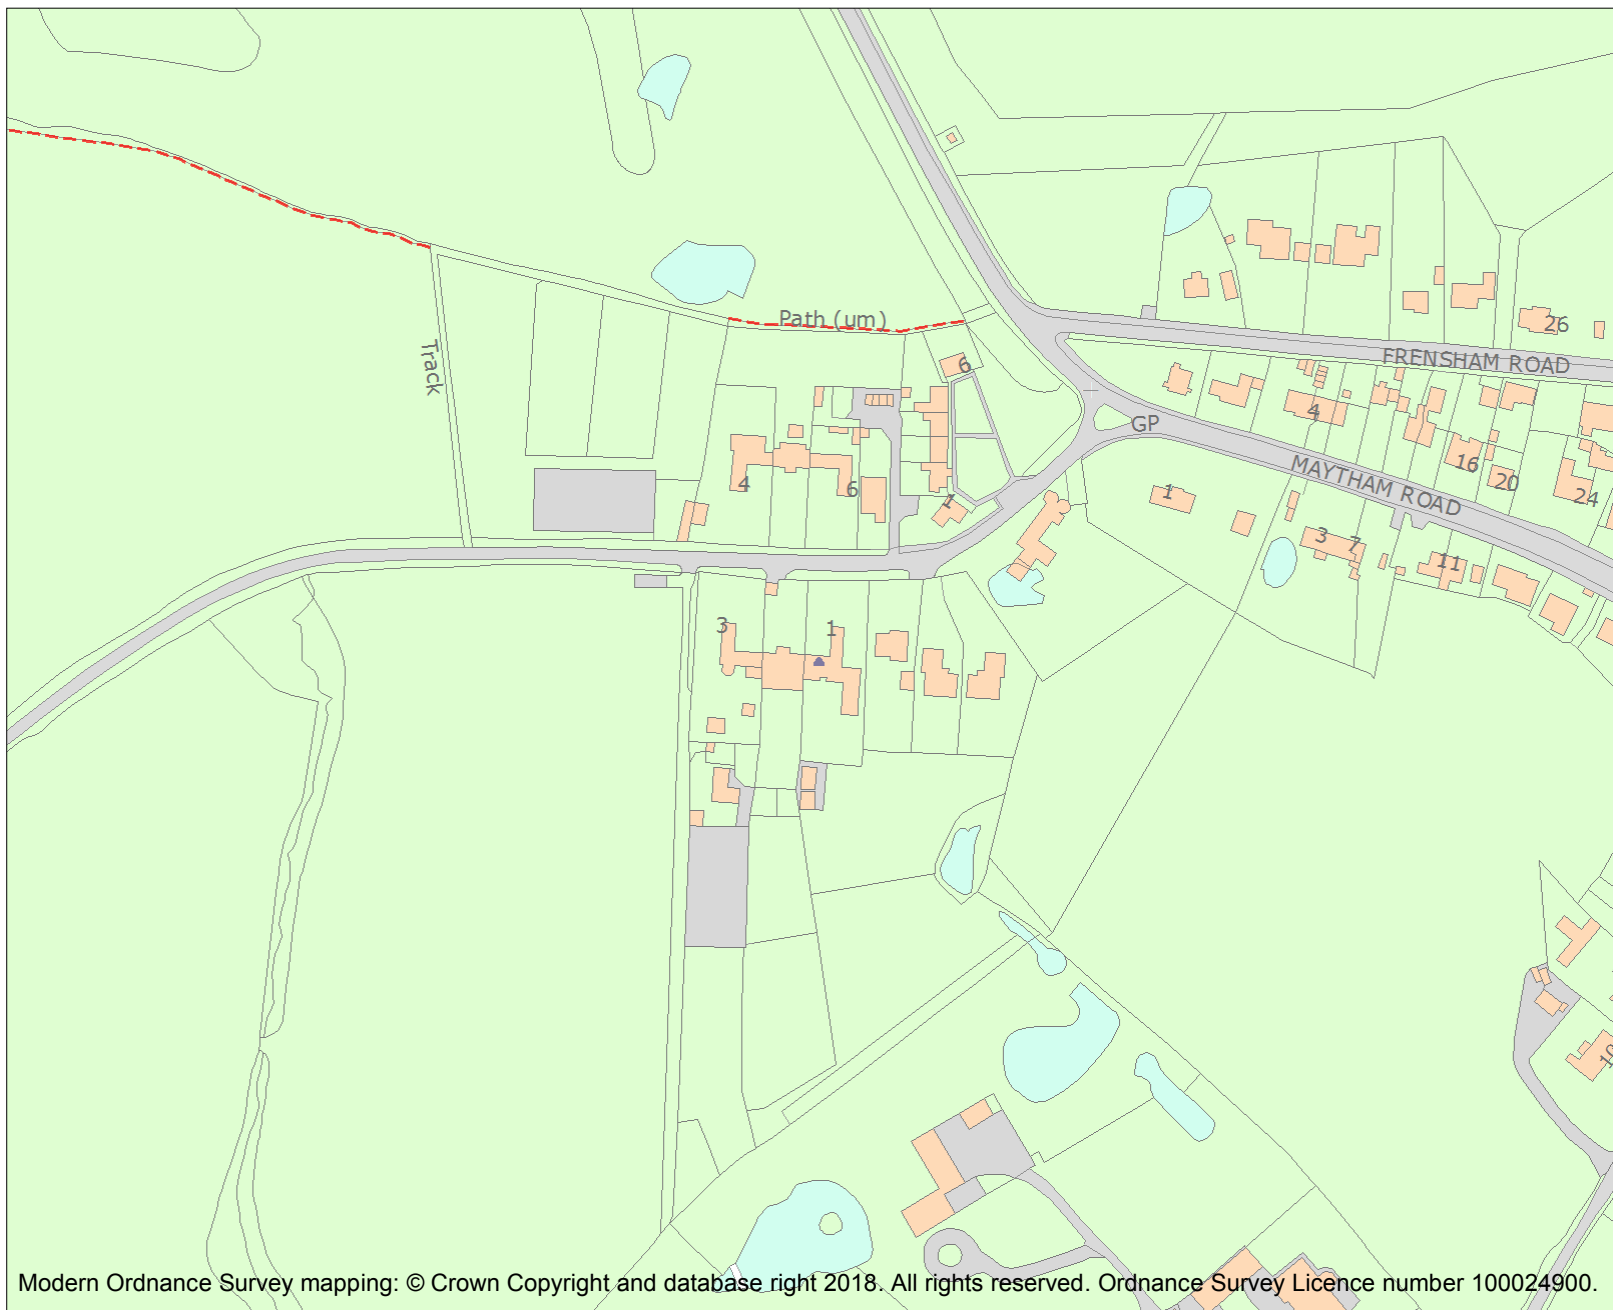 Path (um)
Track
6
FRENSHAM ROAD
26
4
GP
MAYTHAM ROAD
16
20
24
1
3
7
11
4
6
1
3
1
10
Modern Ordnance Survey mapping: © Crown Copyright and database right 2018. All rights reserved. Ordnance Survey Licence number 100024900.